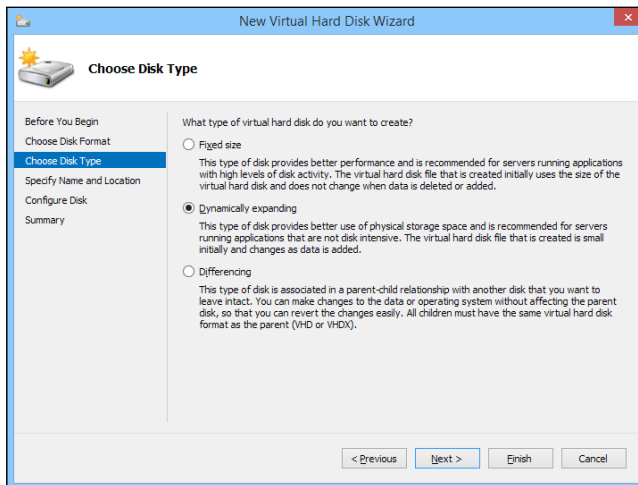 New Virtual Hard Disk Wizard
Choose Disk Type
Before You Begin
Choose Disk Format
Choose Disk Type
Specify Name and Location
Configure Disk
Summary
What type of virtual hard disk do you want to create?
Fixed size
This type of disk provides better performance and is recommended for servers running applications
with high levels of disk activity. The virtual hard disk file that is created initially uses the size of the
virtual hard disk and does not change when data is deleted or added.
Dynamically expanding
This type of disk provides better use of physical storage space and is recommended for servers
running applications that are not disk intensive. The virtual hard disk file that is created is small
initially and changes as data is added.
Differencing
This type of disk is associated in a parent-child relationship with another disk that you want to
leave intact. You can make changes to the data or operating system without affecting the parent
disk, so that you can revert the changes easily. All children must have the same virtual hard disk
format as the parent (VHD or VHDX).
< Previous
Next >
Finish
Cancel